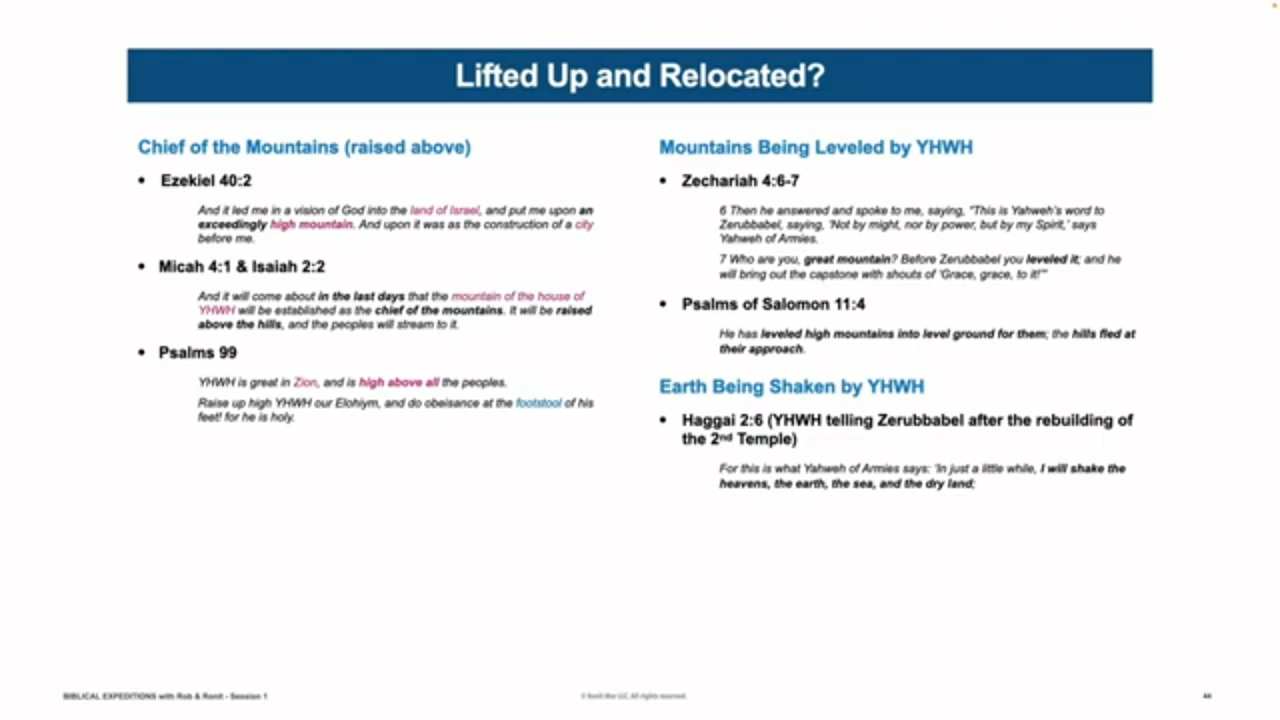 Lifted Up and Relocated?
Chief of the Mountains (raised above)
• Ezekiel 40:2
And it led me in a vision of God into the land of Israel, and put me upon an
exceedingly high mountain. And upon it was as the construction of a city
before me.
• Micah 4:1 & Isaiah 2:2
And it will come about in the last days that the mountain of the house of
YHWH will be established as the chief of the mountains. It will be raised
above the hills, and the peoples will stream to it.
• Psalms 99
YHWH is great in Zion, and is high above all the peoples.
Raise up high YHWH our Elohiym, and do obeisance at the footstool of his
feet! for he is holy.
Mountains Being Leveled by YHWH
• Zechariah 4:6-7
6 Then he answered and spoke to me, saying, "This is Yahweh's word to
Zerubbabel, saying, 'Not by might, nor by power, but by my Spirit,' says
Yahweh of Armies.
7 Who are you, great mountain? Before Zerubbabel you leveled it; and he
will bring out the capstone with shouts of 'Grace, grace, to it!'"
• Psalms of Salomon 11:4
He has leveled high mountains into level ground for them; the hills fled at
their approach.
Earth Being Shaken by YHWH
• Haggai 2:6 (YHWH telling Zerubbabel after the rebuilding of
the 2nd Temple)
For this is what Yahweh of Armies says: 'In just a little while, I will shake the
heavens, the earth, the sea, and the dry land;
BIBLICAL EXPEDITIONS with Rob & Ronit - Session 1
© Ronit Mor LLC. All rights reserved.
44